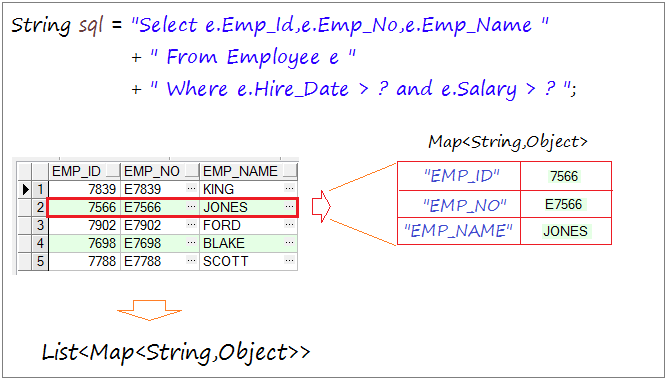 String sql = "Select e.Emp_Id,e.Emp_No,e.Emp_Name "
+ " From Employee e "
+ " Where e.Hire_Date > ? and e.Salary > ? ";
Map<String,Object>
EMP_ID EMP_NO EMP_NAME
1 7839 E7839 ... KING ...
2 7566 E7566 ... JONES ...
3 7902 E7902 ... FORD ...
4 7698 E7698 ... BLAKE ...
5 7788 E7788 ... SCOTT ...
"EMP_ID" 7566
"EMP_NO" E7566
"EMP_NAME" JONES
List<Map<String,Object>>